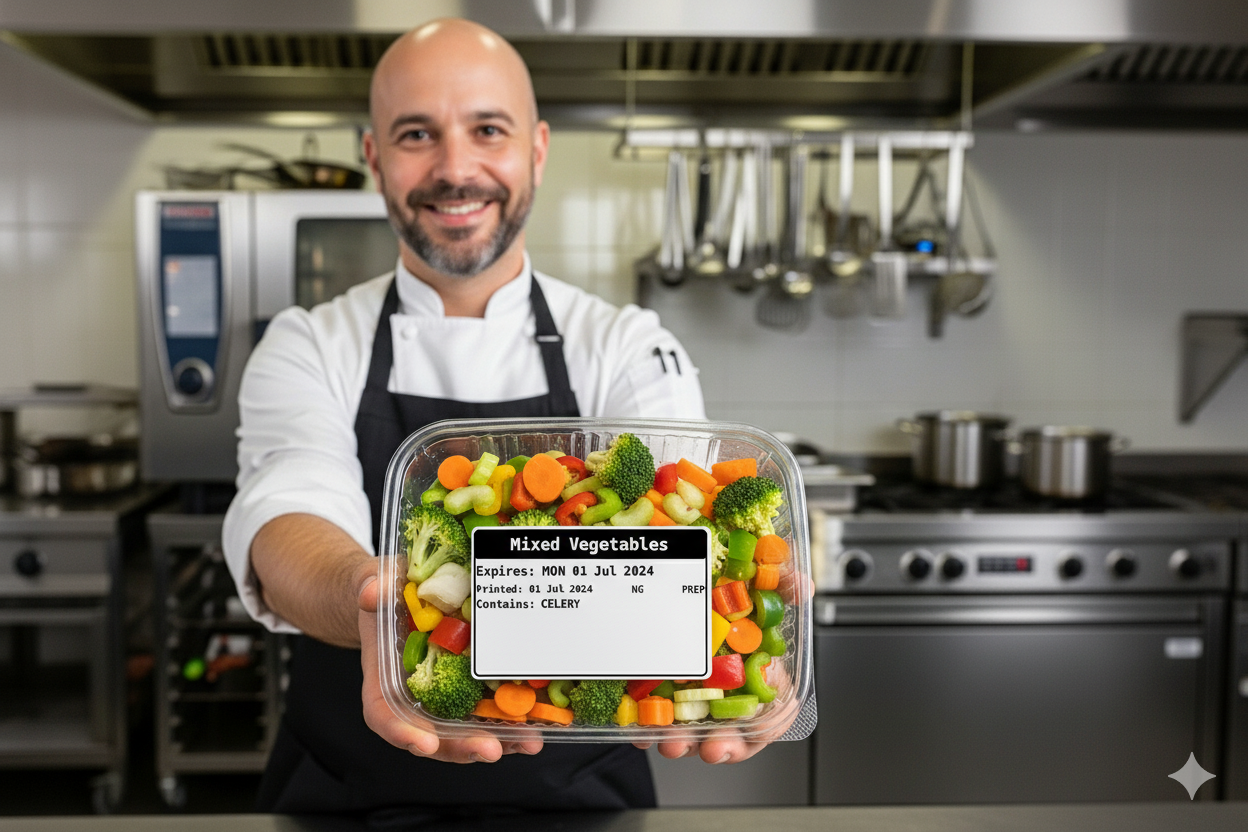 Mixed Vegetables
Expires: MON 01 Jul 2024
Printed: 01 Jul 2024 NG PREP
Contains: CELERY